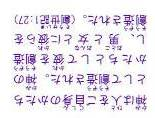 神は人をご自身のかたち
として創造された。神の
かたちとして彼を創造
し、男と女とに彼らを
創造された。(創世記1:27)